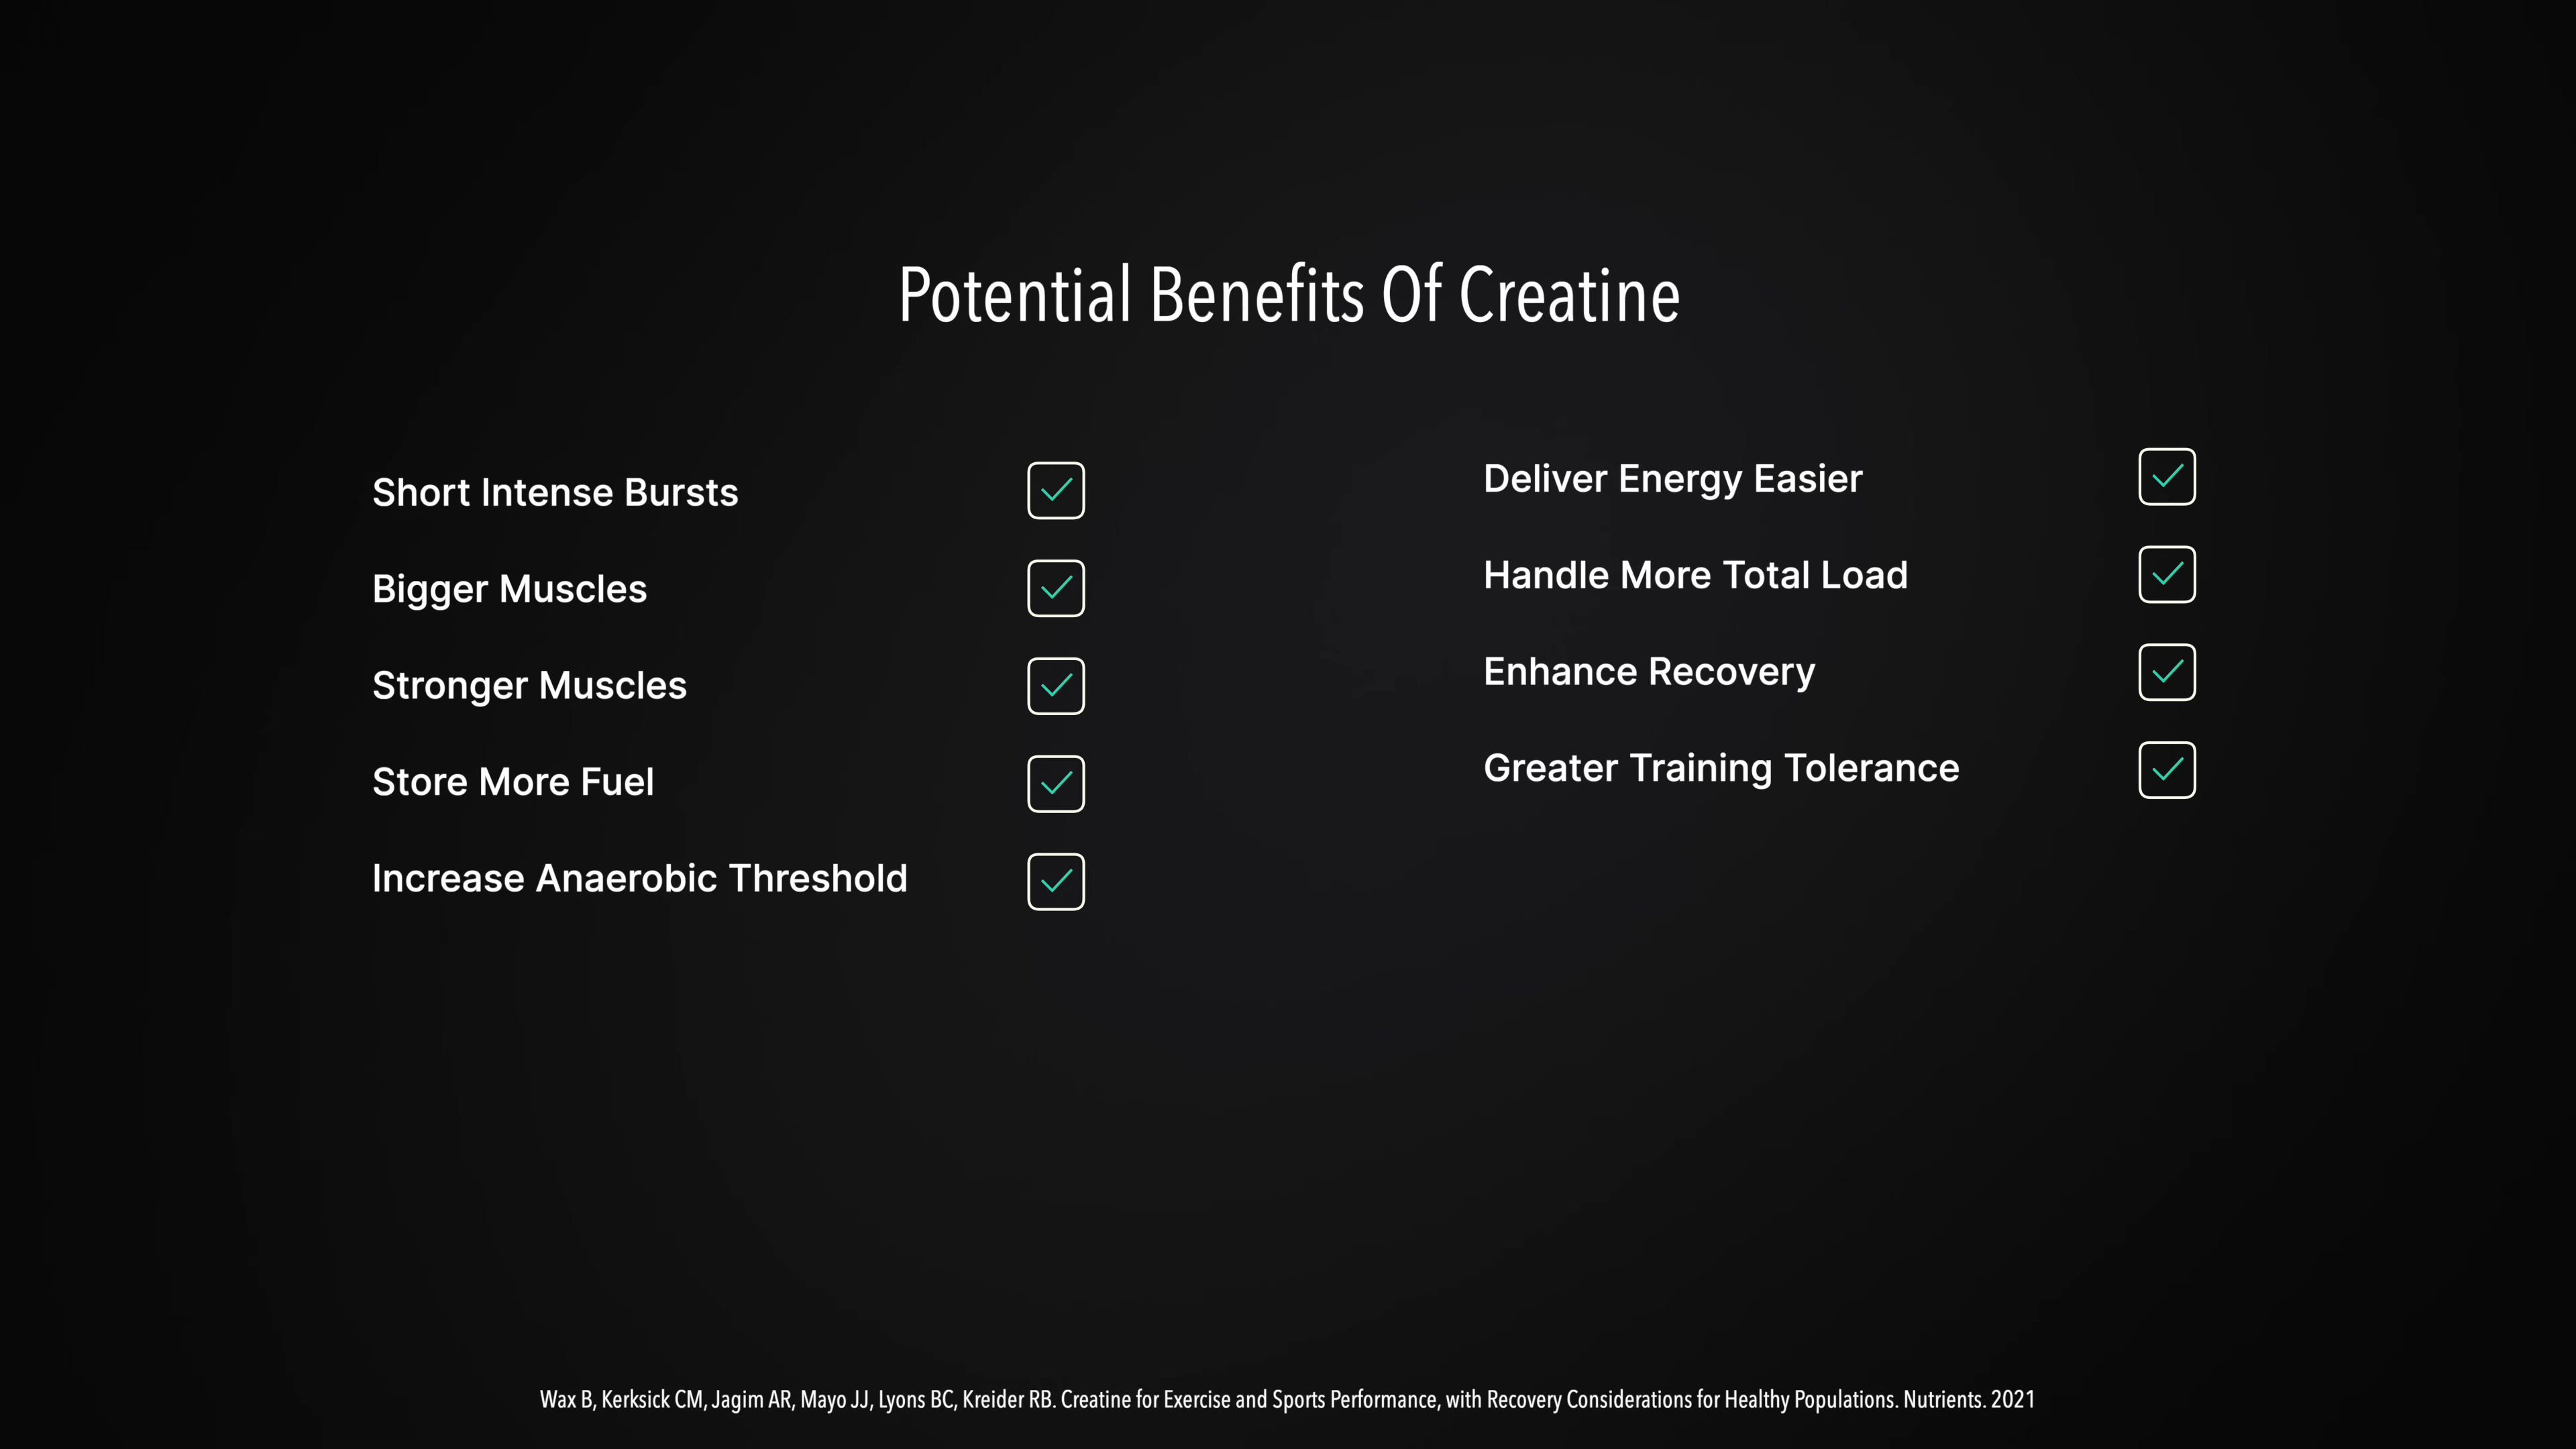 Potential Benefits Of Creatine
Short Intense Bursts
Bigger Muscles
Stronger Muscles
Store More Fuel
Increase Anaerobic Threshold
Deliver Energy Easier
Handle More Total Load
Enhance Recovery
Greater Training Tolerance
Wax B, Kerksick CM, Jagim AR, Mayo JJ, Lyons BC, Kreider RB. Creatine for Exercise and Sports Performance, with Recovery Considerations for Healthy Populations. Nutrients. 2021